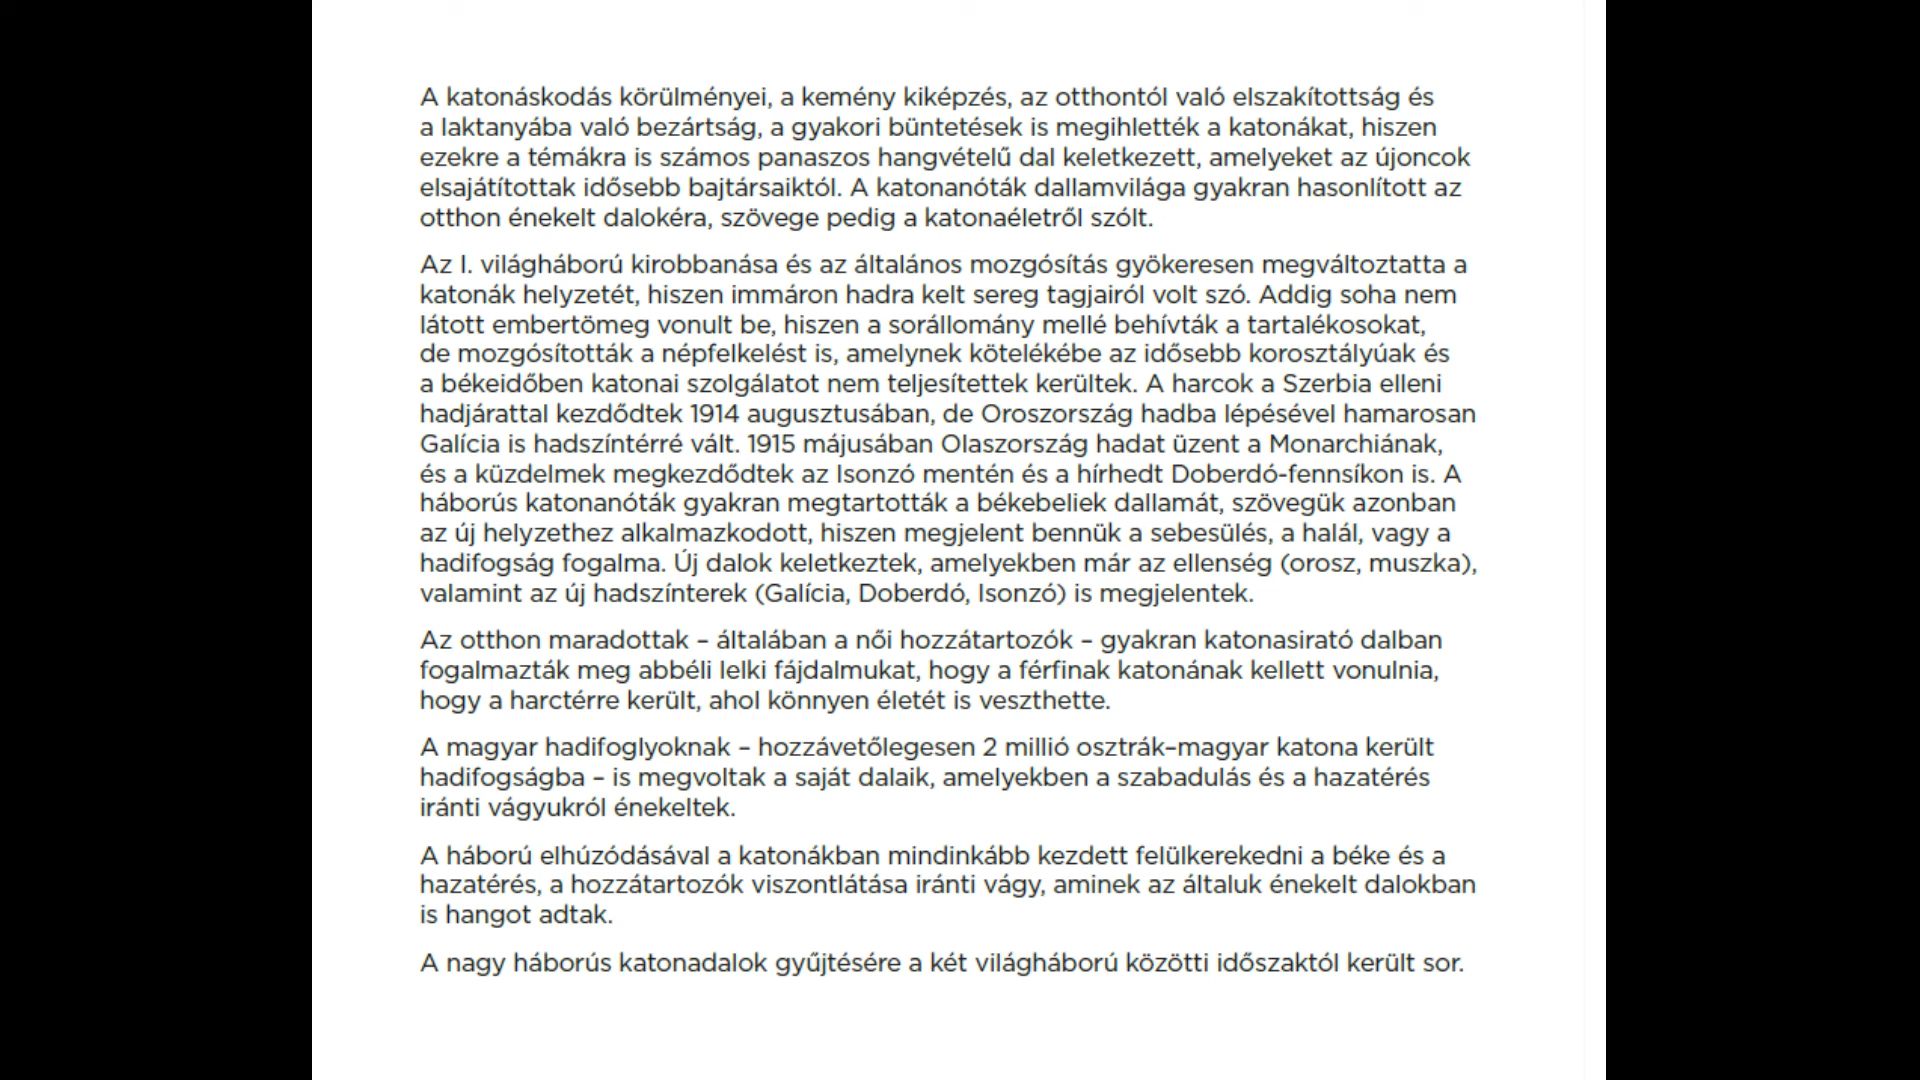 A katonáskodás körülményei, a kemény kiképzés, az otthontól való elszakítottság és
a laktanyába való bezártság, a gyakori büntetések is megihlették a katonákat, hiszen
ezekre a témákra is számos panaszos hangvételű dal keletkezett, amelyeket az újoncok
elsajátítottak idősebb bajtársaiktól. A katonanóták dallamvilága gyakran hasonlított az
otthon énekelt dalokéra, szövege pedig a katonaéletről szólt.
Az I. világháború kirobbanása és az általános mozgósítás gyökeresen megváltoztatta a
katonák helyzetét, hiszen immáron hadra kelt sereg tagjairól volt szó. Addig soha nem
látott embertömeg vonult be, hiszen a sorállomány mellé behívták a tartalékosokat,
de mozgósították a népfelkelést is, amelynek kötelékébe az idősebb korosztályúak és
a békeidőben katonai szolgálatot nem teljesítettek kerültek. A harcok a Szerbia elleni
hadjárattal kezdődtek 1914 augusztusában, de Oroszország hadba lépésével hamarosan
Galícia is hadszíntérré vált. 1915 májusában Olaszország hadat üzent a Monarchiának,
és a küzdelmek megkezdődtek az Isonzó mentén és a hírhedt Doberdó-fennsíkon is. A
háborús katonanóták gyakran megtartották a békebeliek dallamát, szövegük azonban
az új helyzethez alkalmazkodott, hiszen megjelent bennük a sebesülés, a halál, vagy a
hadifogság fogalma. Új dalok keletkeztek, amelyekben már az ellenség (orosz, muszka),
valamint az új hadszínterek (Galícia, Doberdó, Isonzó) is megjelentek.
Az otthon maradottak – általában a női hozzátartozók – gyakran katonasirató dalban
fogalmazták meg abbéli lelki fájdalmukat, hogy a férfinak katonának kellett vonulnia,
hogy a harctérre került, ahol könnyen életét is veszthette.
A magyar hadifoglyoknak – hozzávetőlegesen 2 millió osztrák–magyar katona került
hadifogságba – is megvoltak a saját dalaik, amelyekben a szabadulás és a hazatérés
iránti vágyukról énekeltek.
A háború elhúzódásával a katonákban mindinkább kezdett felülkerekedni a béke és a
hazatérés, a hozzátartozók viszontlátása iránti vágy, aminek az általuk énekelt dalokban
is hangot adtak.
A nagy háborús katonadalok gyűjtésére a két világháború közötti időszaktól került sor.